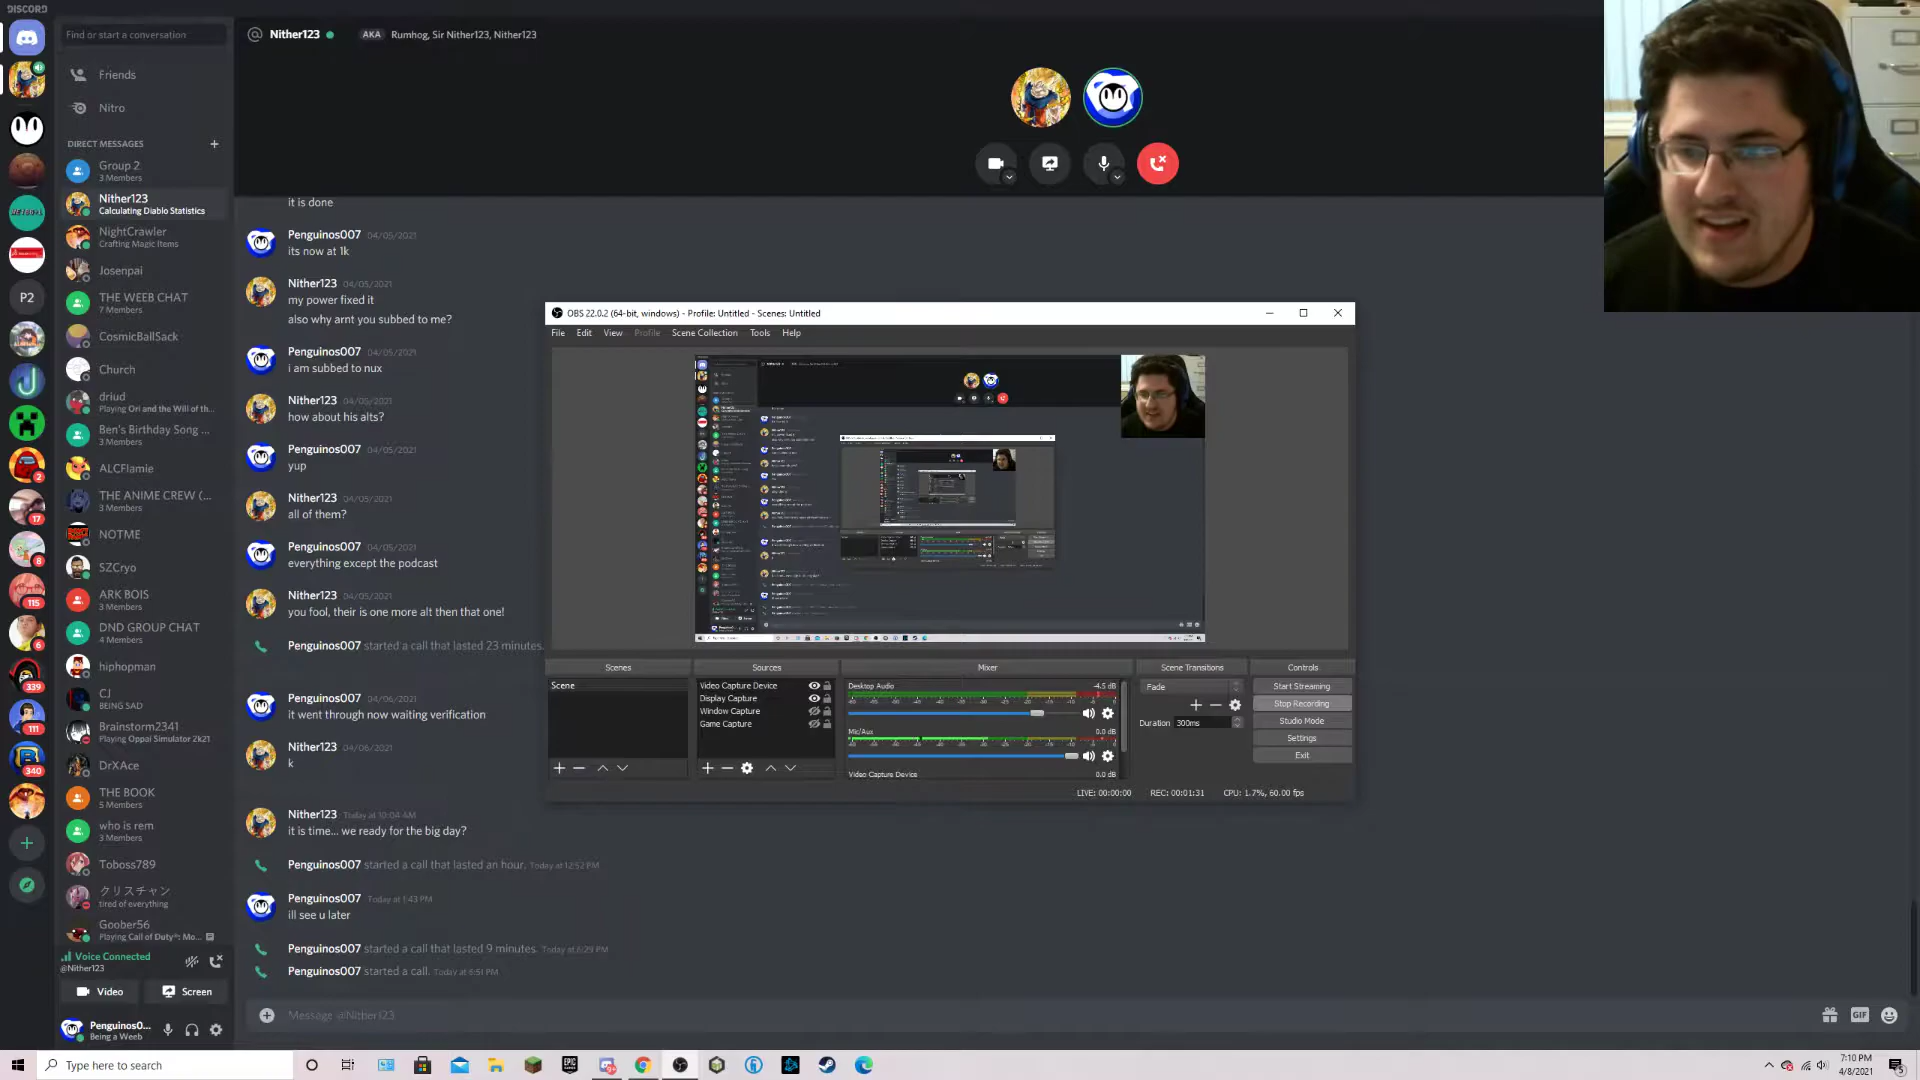 DISCORD
Find or start a conversation
Friends
Nitro
DIRECT MESSAGES
Group 2
3 Members
Nither123
Calculating Diablo Statistics
NightCrawler
Crafting Magic Items
Josenpai
THE WEEB CHAT
7 Members
CosmicBallSack
Church
driud
Playing Ori and the Will of th...
Ben's Birthday Song ...
3 Members
ALCFlamie
THE ANIME CREW (...
3 Members
NOTME
SZCryo
ARK BOIS
3 Members
DND GROUP CHAT
4 Members
hiphopman
CJ
BEING SAD
Brainstorm2341
Playing Oppai Simulator 2k21
DrXAce
THE BOOK
5 Members
who is rem
3 Members
Toboss789
クリスチャン
tired of everything
Goober56
Playing Call of Duty®: Mo...
Voice Connected
@Nither123
Video
Screen
Penguinos0...
Being a Weeb
P2
2
17
8
115
6
339
111
340
Nither123
AKA
Rumhog, Sir Nither123, Nither123
it is done
Penguinos007 04/05/2021
its now at 1k
Nither123 04/05/2021
my power fixed it
also why arnt you subbed to me?
Penguinos007 04/05/2021
i am subbed to nux
Nither123 04/05/2021
how about his alts?
Penguinos007 04/05/2021
yup
Nither123 04/05/2021
all of them?
Penguinos007 04/05/2021
everything except the podcast
Nither123 04/05/2021
you fool, their is one more alt then that one!
Penguinos007 started a call that lasted 23 minutes.
Penguinos007 04/06/2021
it went through now waiting verification
Nither123 04/06/2021
k
Nither123 Today at 10:04 AM
it is time... we ready for the big day?
Penguinos007 started a call that lasted an hour. Today at 12:52 PM
Penguinos007 Today at 1:43 PM
ill see u later
Penguinos007 started a call that lasted 9 minutes. Today at 6:29 PM
Penguinos007 started a call. Today at 6:51 PM
Message @Nither123
GIF
OBS 22.0.2 (64-bit, windows) - Profile: Untitled - Scenes: Untitled
File Edit View Profile Scene Collection Tools Help
Scenes
Scene
Sources
Video Capture Device
Display Capture
Window Capture
Game Capture
Mixer
Desktop Audio -4.5 dB
Mic/Aux 0.0 dB
Video Capture Device 0.0 dB
Scene Transitions
Fade
Duration 300ms
Controls
Start Streaming
Stop Recording
Studio Mode
Settings
Exit
LIVE: 00:00:00 REC: 00:01:31 CPU: 1.7%, 60.00 fps
Type here to search
EPIC
7:10 PM
4/8/2021
5